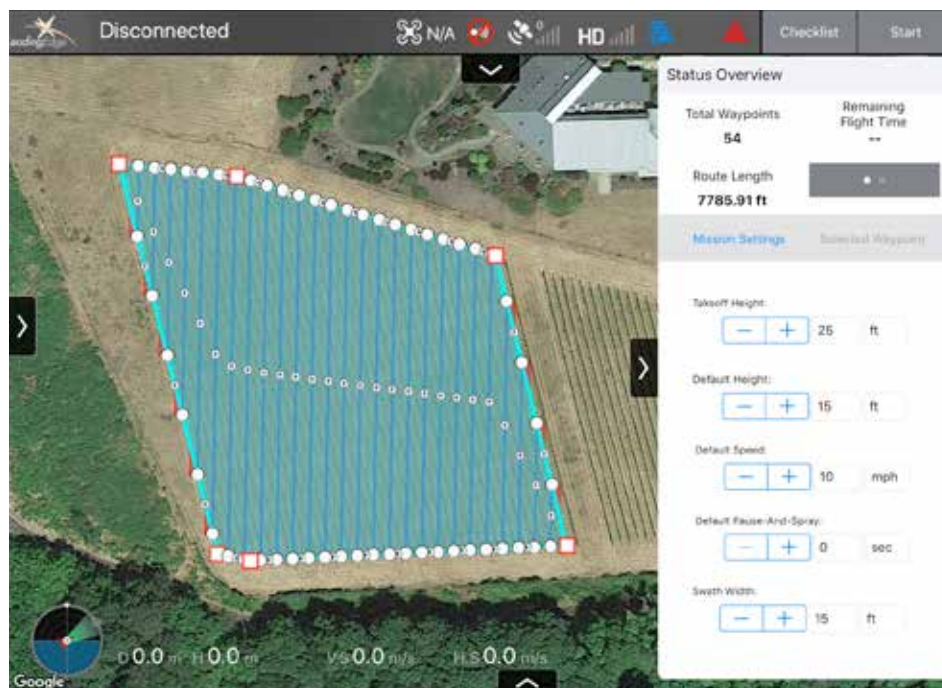 Disconnected
N/A
0
HD
Checklist
Start
Status Overview
Total Waypoints
54
Remaining
Flight Time
--
Route Length
7785.91 ft
Mission Settings
Selected Waypoint
Takeoff Height:
25 ft
Default Height:
15 ft
Default Speed:
10 mph
Default Pause-And-Spray:
0 sec
Swath Width:
15 ft
D 0.0 m H 0.0 m V.S 0.0 m/s H.S 0.0 m/s
Google